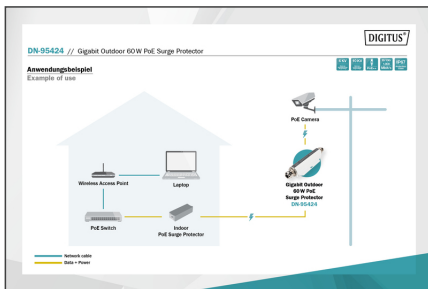 DIGITUS®
DN-95424 // Gigabit Outdoor 60 W PoE Surge Protector
Anwendungsbeispiel
Example of use
IP67
PoE Camera
Wireless Access Point
Laptop
Gigabit Outdoor
60 W PoE
Surge Protector
DN-95424
PoE Switch
Indoor
PoE Surge Protector
Network cable
Data + Power